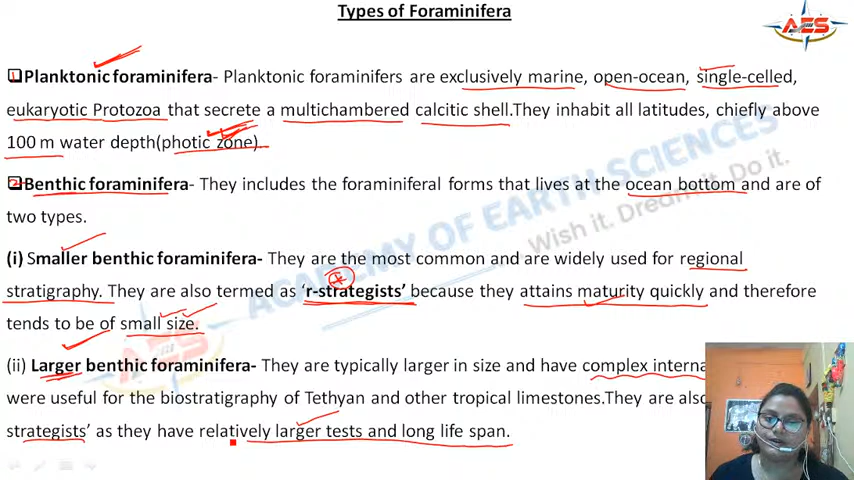 Types of Foraminifera
AES
Planktonic foraminifera- Planktonic foraminifers are exclusively marine, open-ocean, single-celled,
eukaryotic Protozoa that secrete a multichambered calcitic shell.They inhabit all latitudes, chiefly above
100 m water depth(photic zone).
Benthic foraminifera- They includes the foraminiferal forms that lives at the ocean bottom and are of
two types.
(i) Smaller benthic foraminifera- They are the most common and are widely used for regional
stratigraphy. They are also termed as ‘r-strategists’ because they attains maturity quickly and therefore
tends to be of small size.
(ii) Larger benthic foraminifera- They are typically larger in size and have complex interna
were useful for the biostratigraphy of Tethyan and other tropical limestones.They are also
strategists’ as they have relatively larger tests and long life span.
ACADEMY OF EARTH SCIENCES
Wish it. Dream it. Do it.
AES